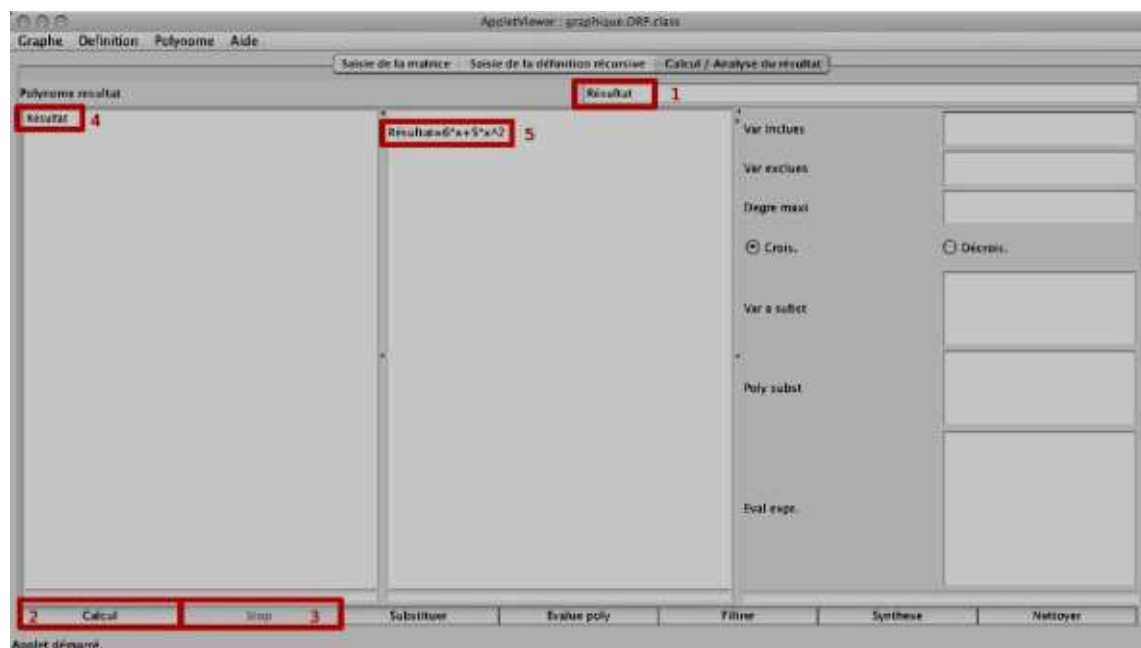 AppletViewer : graphique.DRF.class
Graphe Definition Polynome Aide
Saisie de la matrice Saisie de la définition récursive Calcul / Analyse du résultat
Polynome resultat Résultat 1
Résultat 4
Résultat=6*x+5*x^2 5
Var inclues
Var exclues
Degre maxi
Crois. Décrois.
Var a subst
Poly subst
Eval expr.
2 Calcul Stop 3 Substituer Evalue poly Filtrer Synthese Nettoyer
Applet démarré.